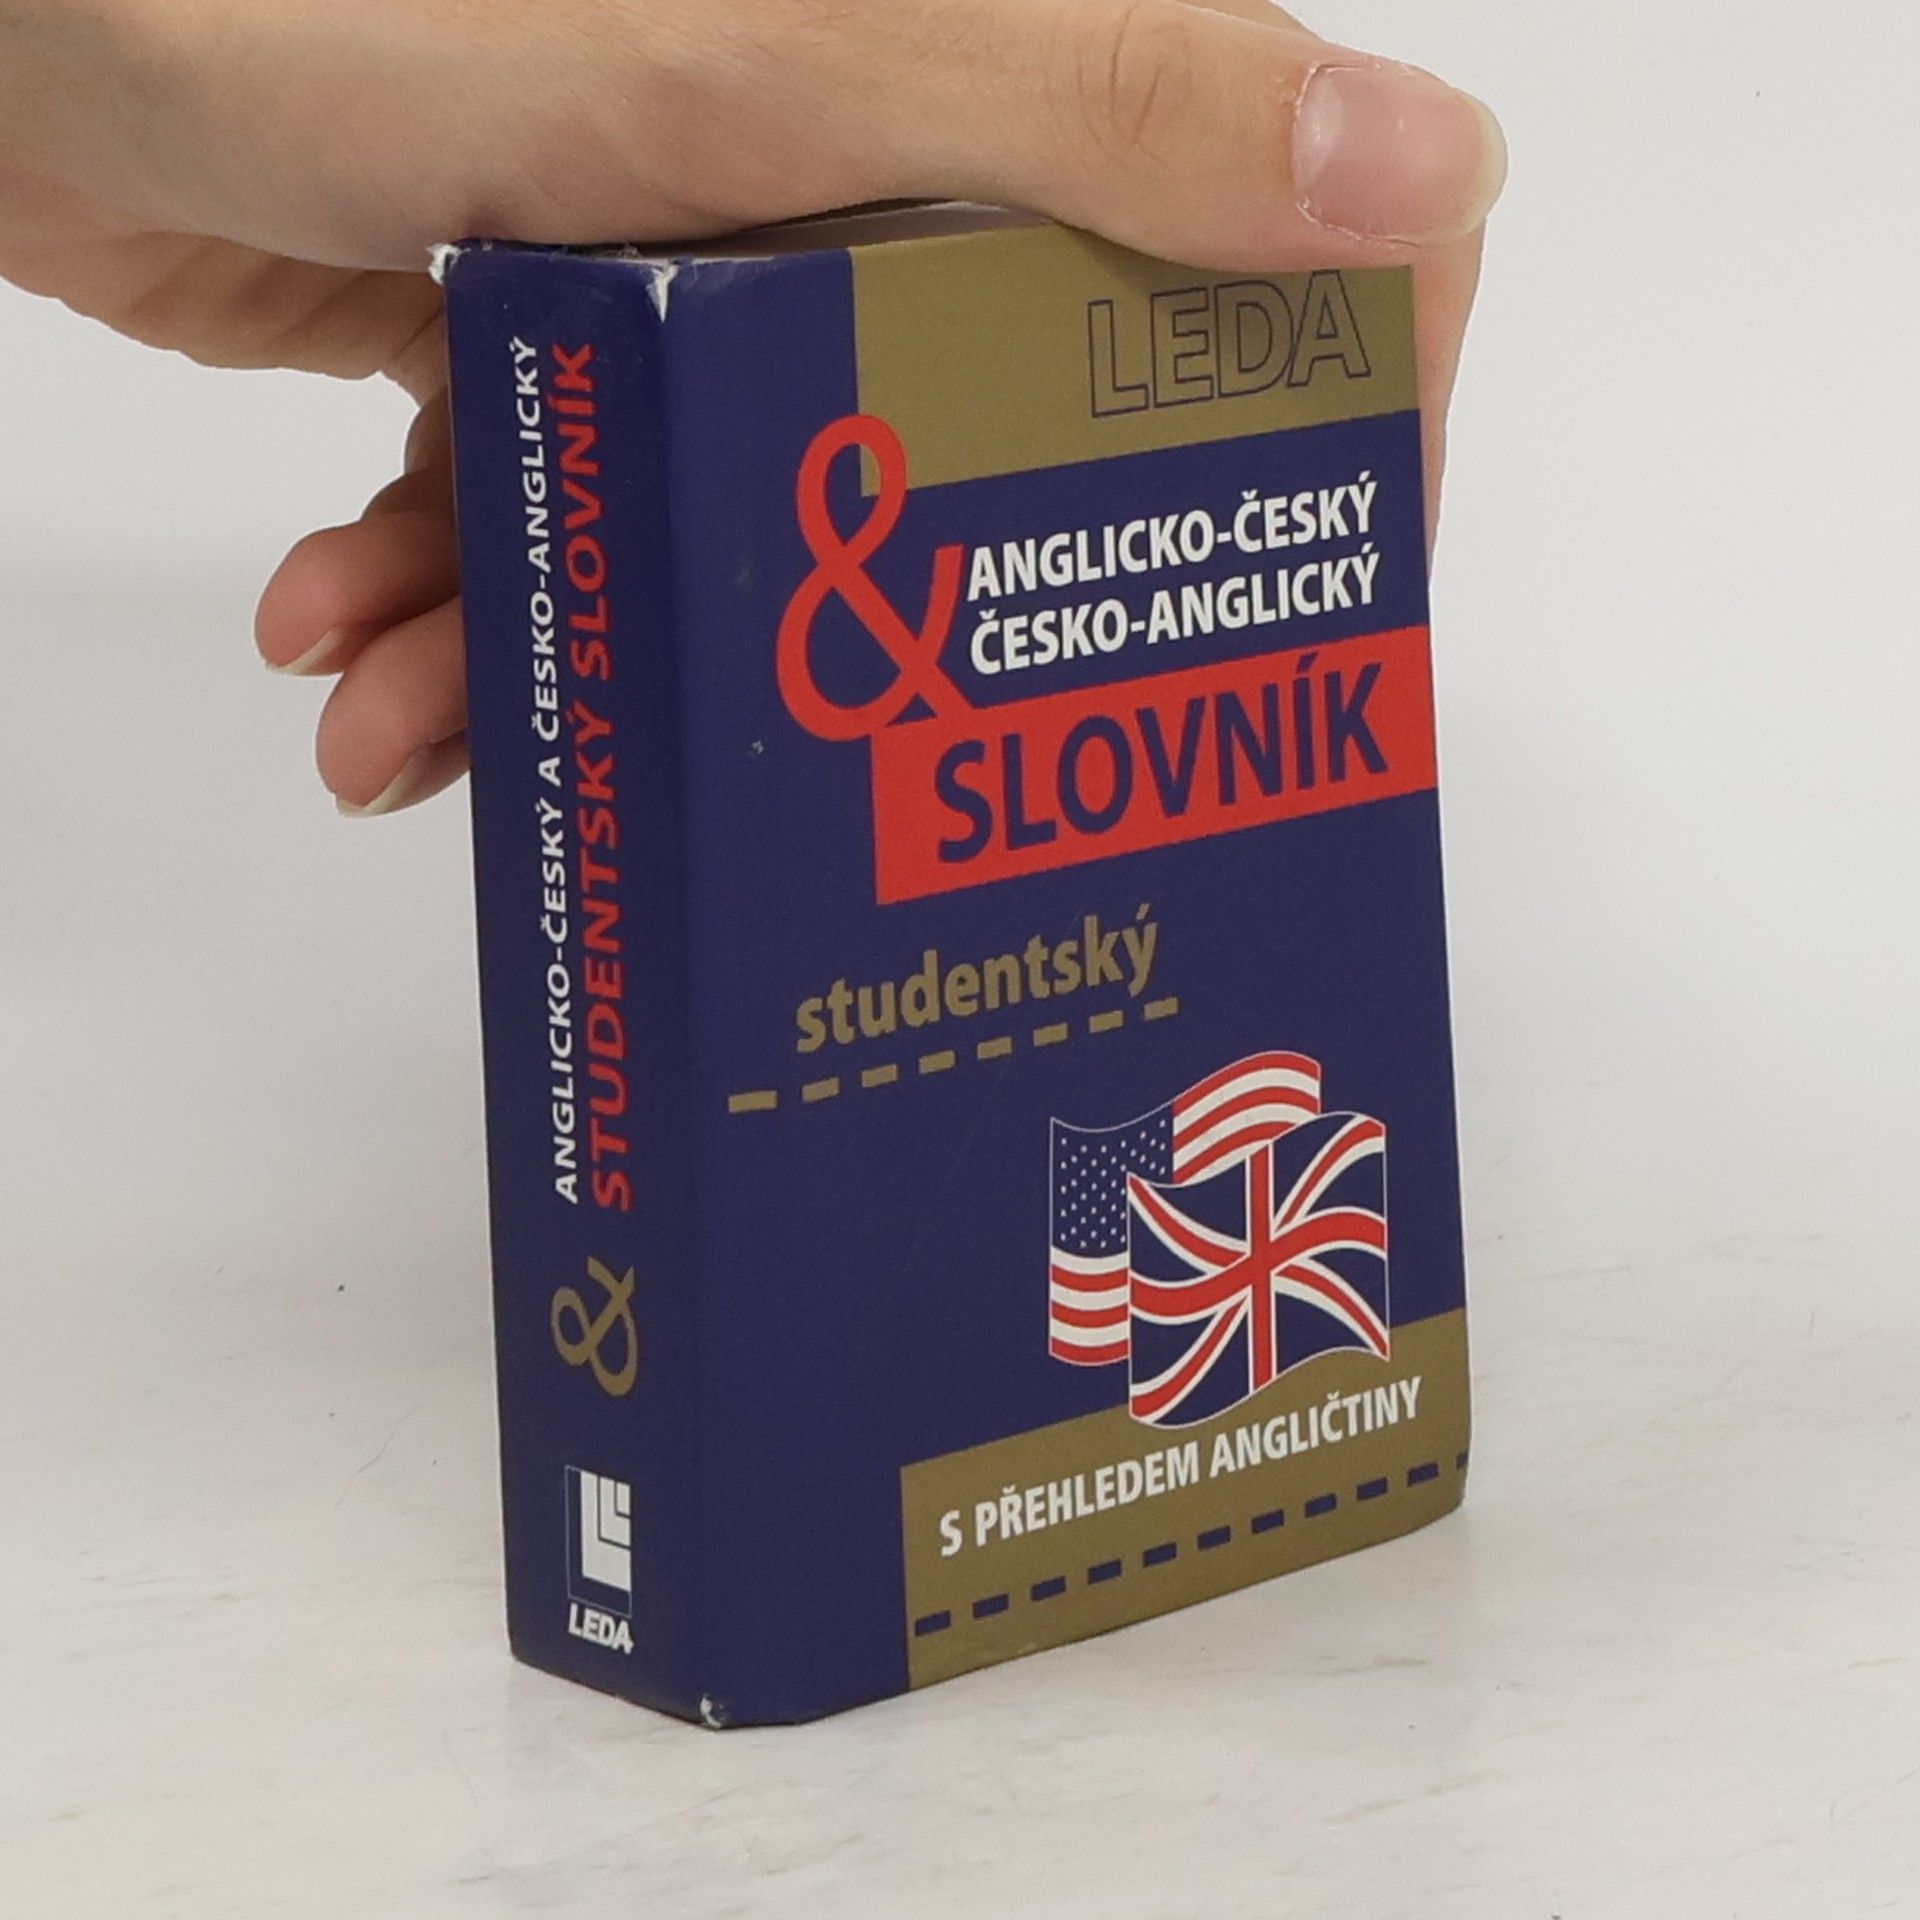 ANGLICKO-ČESKÝ A ČESKO-ANGLICKÝ
STUDENTSKÝ SLOVNÍK
&
LEDA
LEDA
&
ANGLICKO-ČESKÝ
ČESKO-ANGLICKÝ
SLOVNÍK
studentský
S PŘEHLEDEM ANGLIČTINY